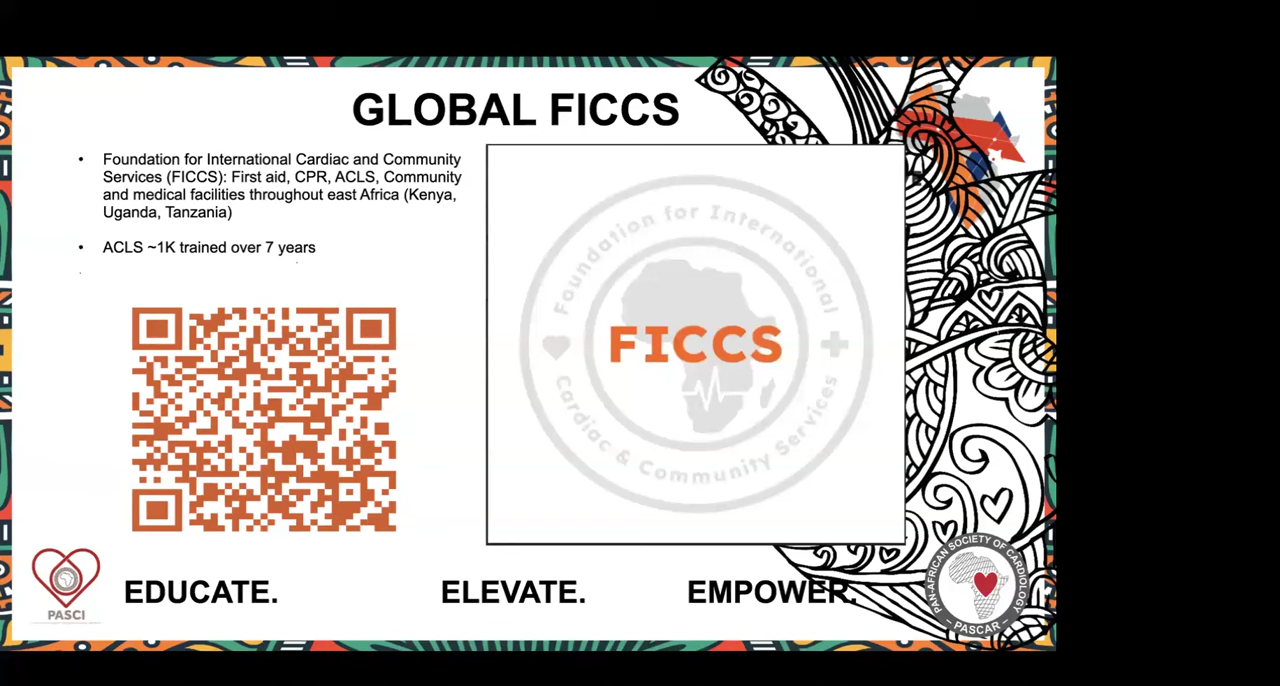 GLOBAL FICCS
• Foundation for International Cardiac and Community
Services (FICCS): First aid, CPR, ACLS, Community
and medical facilities throughout east Africa (Kenya,
Uganda, Tanzania)
• ACLS ~1K trained over 7 years
Foundation for International
FICCS
Cardiac & Community Services
PASCI
EDUCATE.
ELEVATE.
EMPOWER.
PAN-AFRICAN SOCIETY OF CARDIOLOGY
– PASCAR –